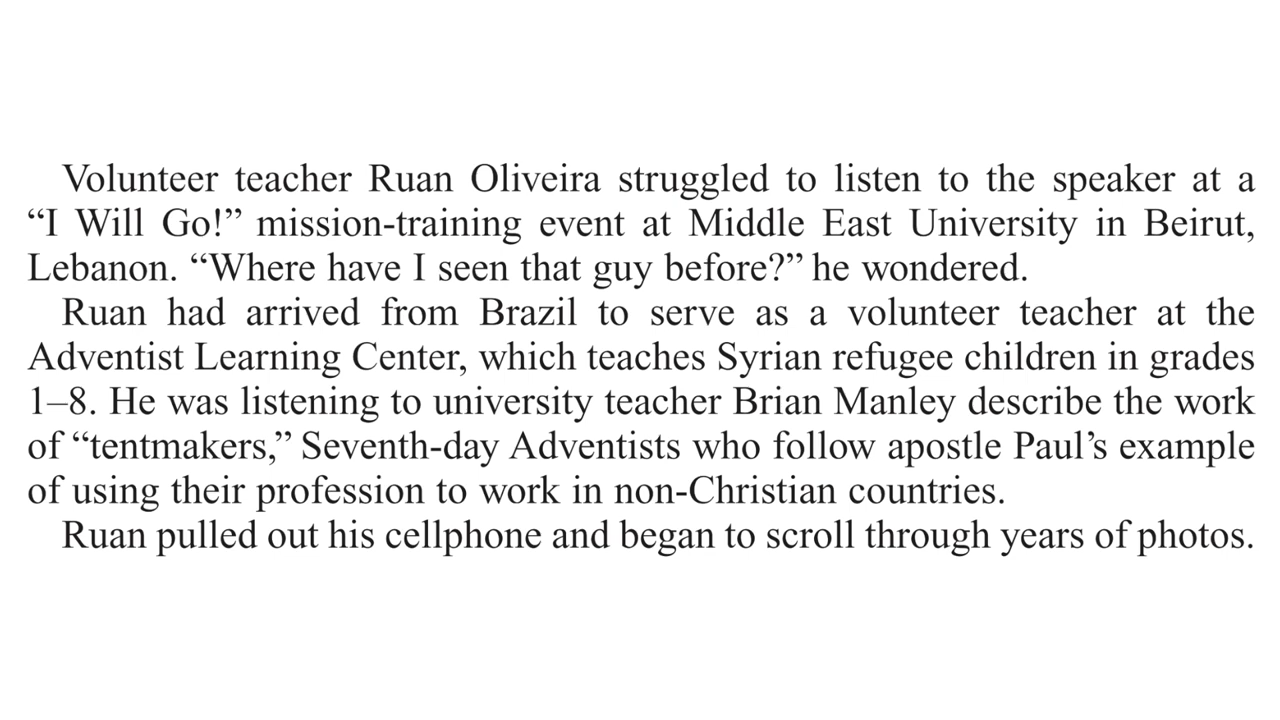 Volunteer teacher Ruan Oliveira struggled to listen to the speaker at a
“I Will Go!” mission-training event at Middle East University in Beirut,
Lebanon. “Where have I seen that guy before?” he wondered.
Ruan had arrived from Brazil to serve as a volunteer teacher at the
Adventist Learning Center, which teaches Syrian refugee children in grades
1–8. He was listening to university teacher Brian Manley describe the work
of “tentmakers,” Seventh-day Adventists who follow apostle Paul’s example
of using their profession to work in non-Christian countries.
Ruan pulled out his cellphone and began to scroll through years of photos.